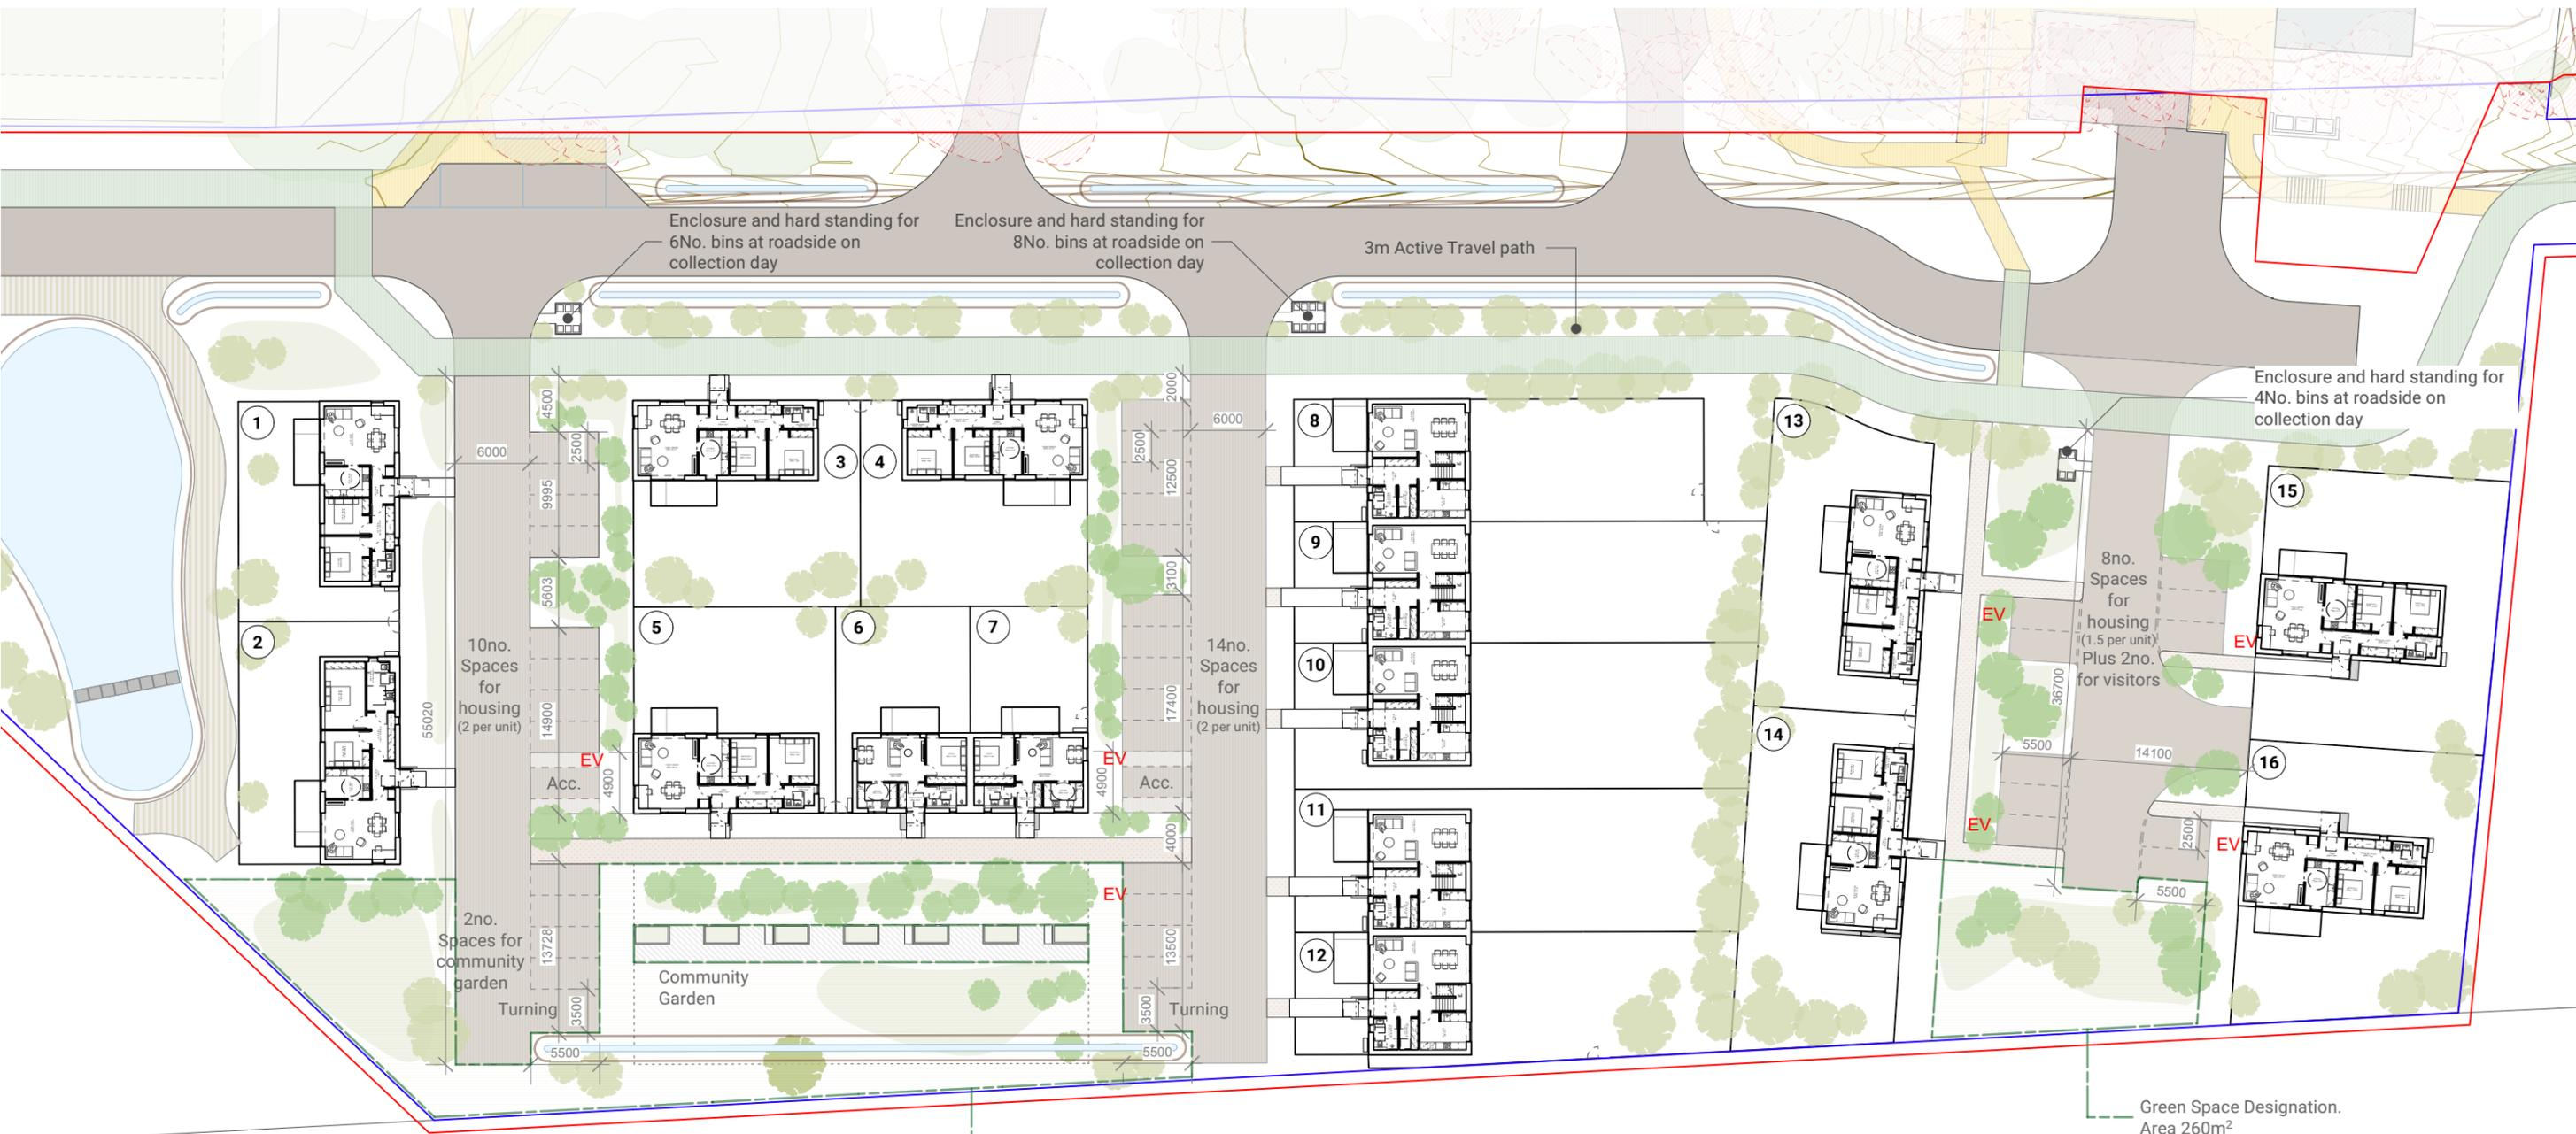 Enclosure and hard standing for
6No. bins at roadside on
collection day
Enclosure and hard standing for
8No. bins at roadside on
collection day
3m Active Travel path
Enclosure and hard standing for
4No. bins at roadside on
collection day
1
2
3
4
5
6
7
8
9
10
11
12
13
14
15
16
6000
4500
2500
9995
5603
14900
55020
10no.
Spaces
for
housing
(2 per unit)
EV
Acc.
4900
2no.
Spaces for
community
garden
13728
Turning
3500
5500
Community
Garden
2000
6000
2500
12500
3100
17400
14no.
Spaces
for
housing
(2 per unit)
EV
Acc.
4900
4000
EV
13500
3500
Turning
5500
8no.
Spaces
for
housing
(1.5 per unit)
Plus 2no.
for visitors
EV
EV
36700
5500
14100
EV
EV
2500
5500
Green Space Designation.
Area 260m²